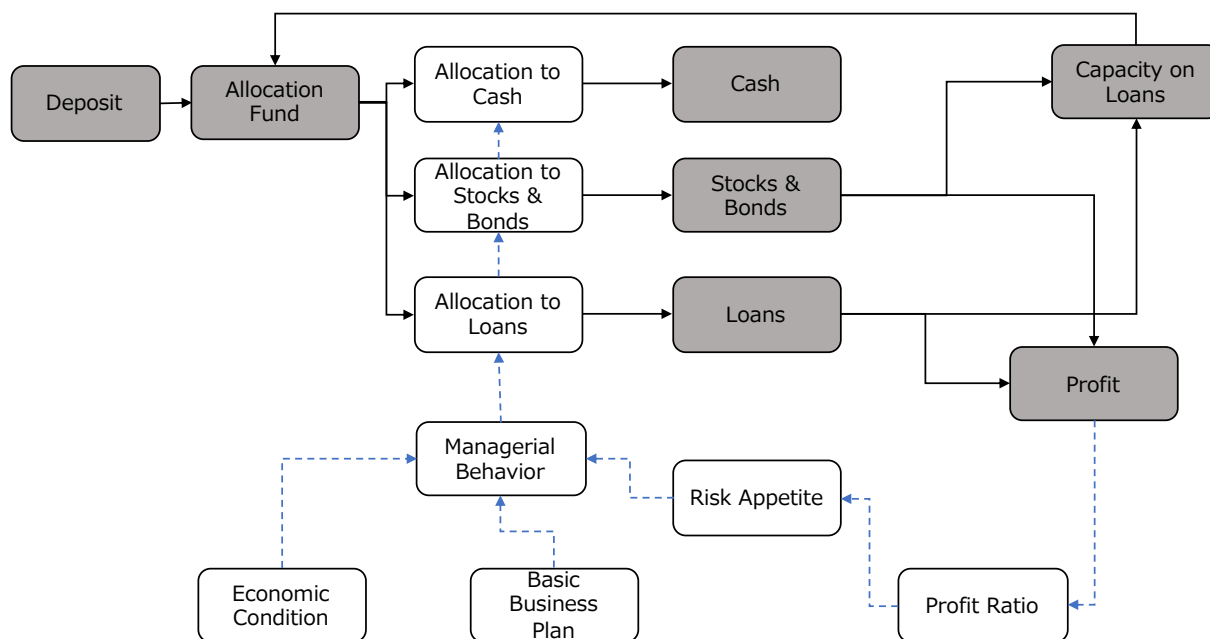 Deposit
Allocation
Fund
Allocation to
Cash
Cash
Capacity on
Loans
Allocation to
Stocks &
Bonds
Stocks &
Bonds
Allocation to
Loans
Loans
Profit
Managerial
Behavior
Risk Appetite
Economic
Condition
Basic
Business
Plan
Profit Ratio